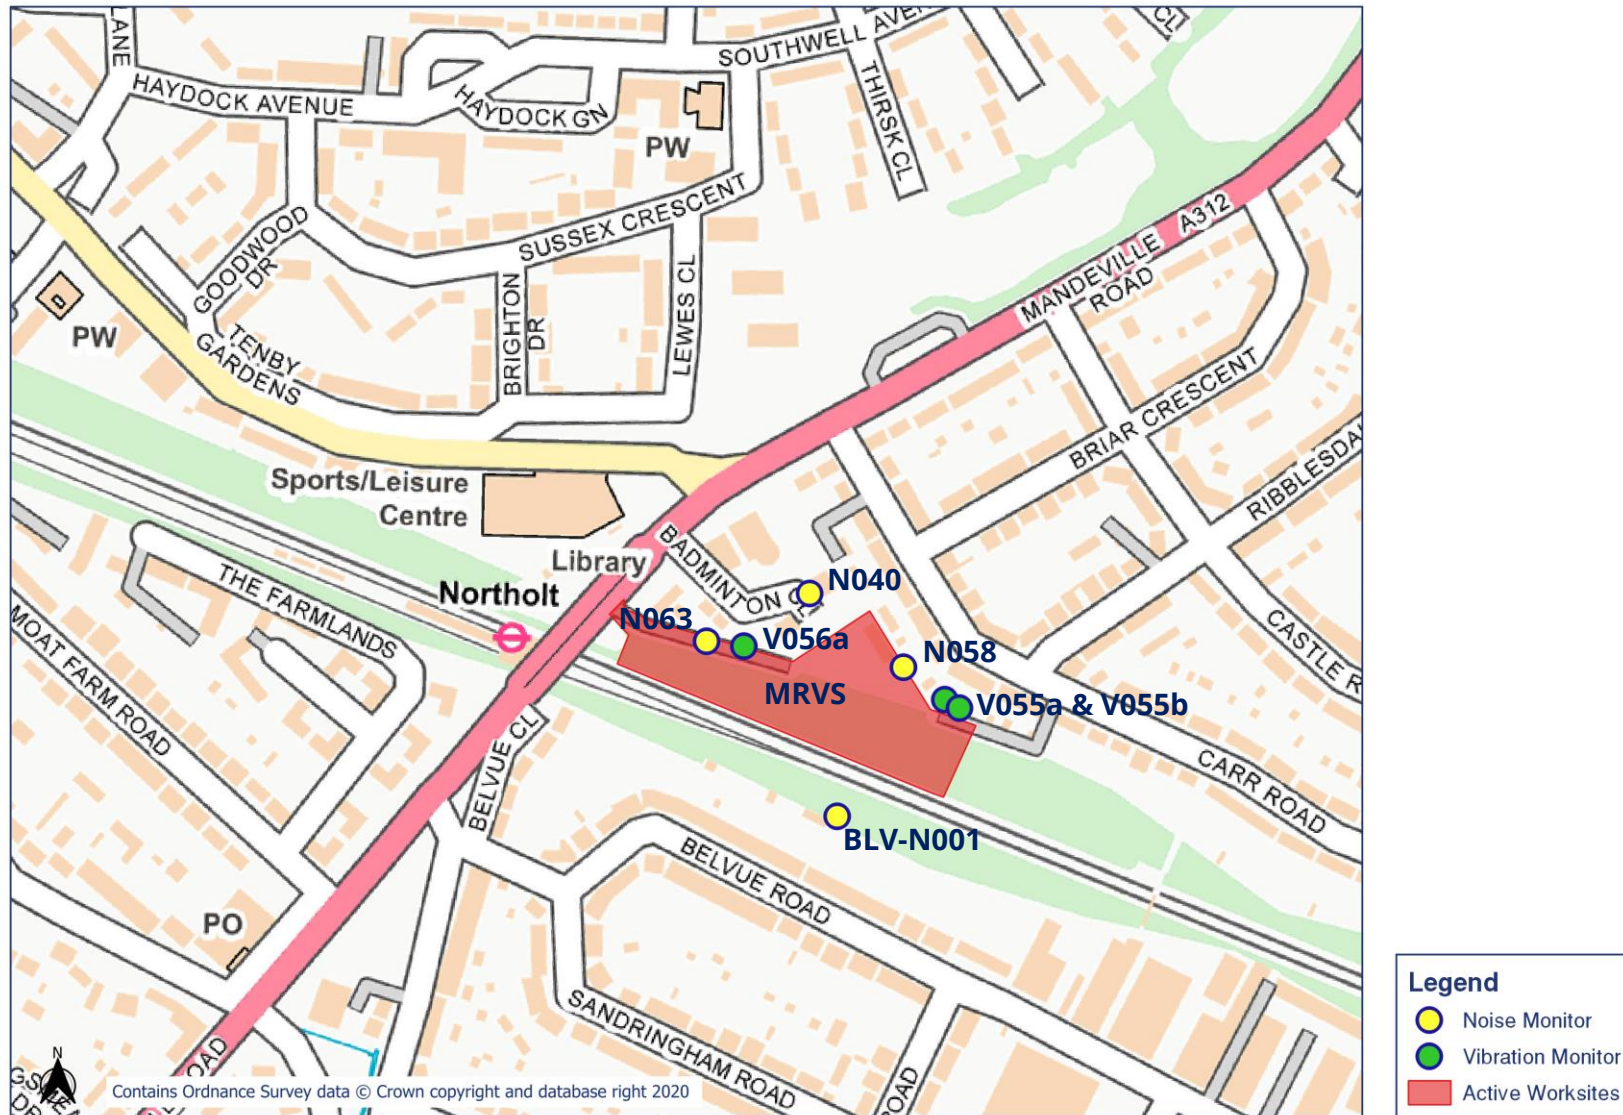 LANE
SOUTHWELL AVEN
CL
HAYDOCK AVENUE
HAYDOCK GN
THIRSK CL
PW
SUSSEX CRESCENT
MANDEVILLE
ROAD
A312
GOODWOOD
DR
PW
TENBY
GARDENS
BRIGHTON
DR
LEWES CL
BRIAR CRESCENT
RIBBLESDA
Sports/Leisure
Centre
Library
BADMINTON CL
Northolt
THE FARMLANDS
N040
N063
V056a
N058
MRVS
V055a & V055b
CASTLE R
MOAT FARM ROAD
BELVUE CL
CARR ROAD
BLV-N001
BELVUE ROAD
PO
SANDRINGHAM ROAD
ROAD
ROAD
N
Contains Ordnance Survey data © Crown copyright and database right 2020
Legend
Noise Monitor
Vibration Monitor
Active Worksites